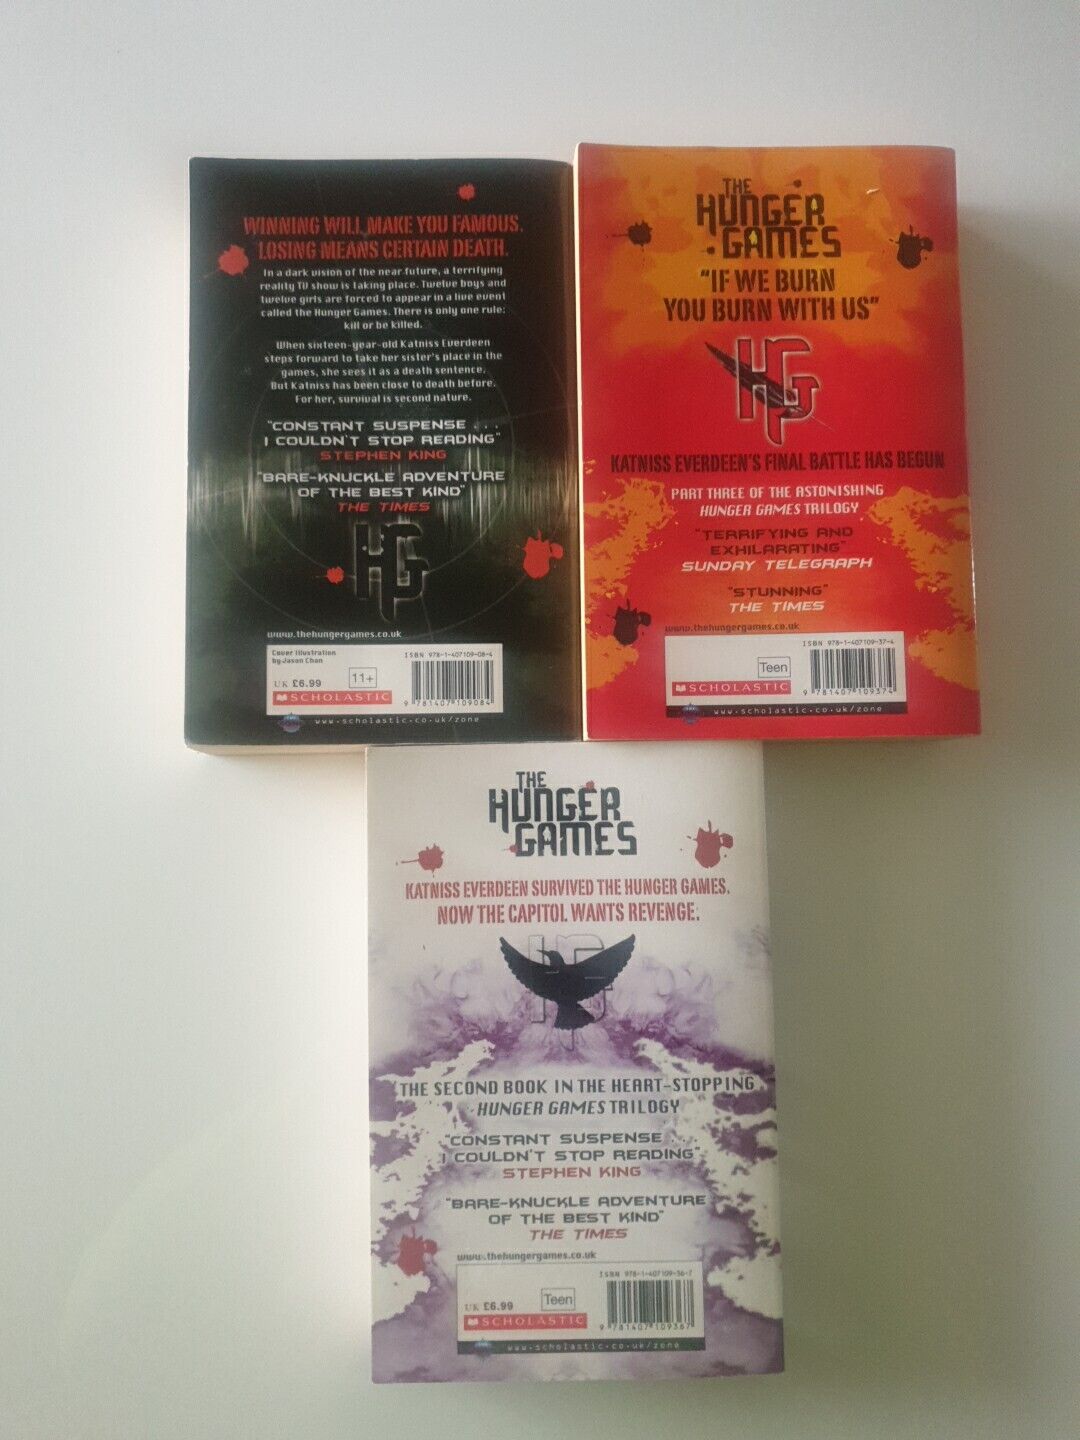 WINNING WILL MAKE YOU FAMOUS.
LOSING MEANS CERTAIN DEATH.
In a dark vision of the near future, a terrifying
reality TV show is taking place. Twelve boys and
twelve girls are forced to appear in a live event
called the Hunger Games. There is only one rule:
kill or be killed.
When sixteen-year-old Katniss Everdeen
steps forward to take her sister's place in the
games, she sees it as a death sentence.
But Katniss has been close to death before.
For her, survival is second nature.
"CONSTANT SUSPENSE . . .
I COULDN'T STOP READING"
STEPHEN KING
"BARE-KNUCKLE ADVENTURE
OF THE BEST KIND"
THE TIMES
HG
www.thehungergames.co.uk
Cover illustration
by Jason Chan
ISBN 978-1-407109-08-4
UK £6.99
11+
SCHOLASTIC
9 781407 109084
www.scholastic.co.uk/zone
THE
HUNGER
GAMES
"IF WE BURN
YOU BURN WITH US"
HG
KATNISS EVERDEEN'S FINAL BATTLE HAS BEGUN
PART THREE OF THE ASTONISHING
HUNGER GAMES TRILOGY
"TERRIFYING AND
EXHILARATING"
SUNDAY TELEGRAPH
"STUNNING"
THE TIMES
www.thehungergames.co.uk
ISBN 978-1-407109-37-4
Teen
SCHOLASTIC
9 781407 109374
www.scholastic.co.uk/zone
THE
HUNGER
GAMES
KATNISS EVERDEEN SURVIVED THE HUNGER GAMES.
NOW THE CAPITOL WANTS REVENGE.
HG
THE SECOND BOOK IN THE HEART-STOPPING
HUNGER GAMES TRILOGY
"CONSTANT SUSPENSE . . .
I COULDN'T STOP READING"
STEPHEN KING
"BARE-KNUCKLE ADVENTURE
OF THE BEST KIND"
THE TIMES
www.thehungergames.co.uk
ISBN 978-1-407109-36-7
UK £6.99
Teen
SCHOLASTIC
9 781407 109367
www.scholastic.co.uk/zone